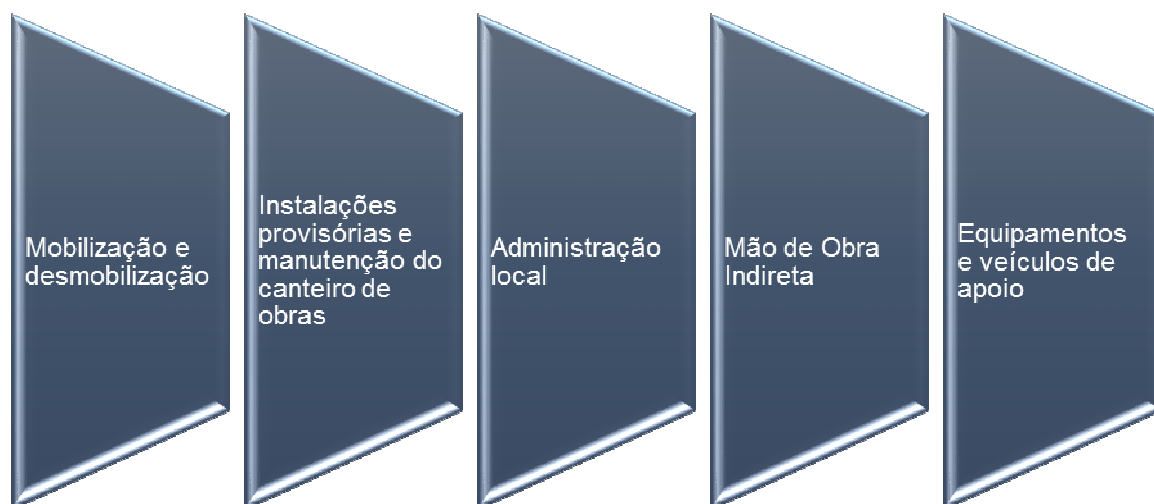 Mobilização e
desmobilização
Instalações
provisórias e
manutenção do
canteiro de
obras
Administração
local
Mão de Obra
Indireta
Equipamentos
e veículos de
apoio